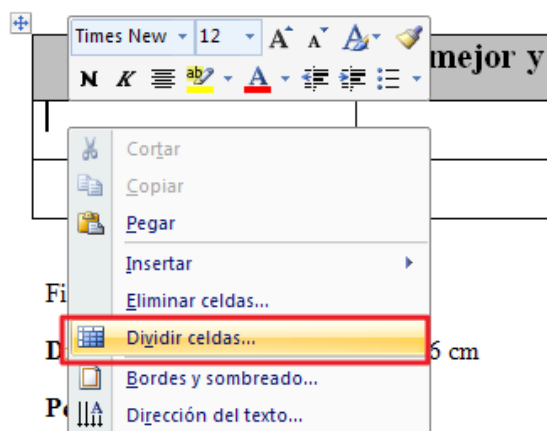 Times New 12
mejor y
N K
Cortar
Copiar
Pegar
Insertar
Fi
Eliminar celdas...
Dividir celdas...
D 6 cm
Bordes y sombreado...
Dirección del texto...